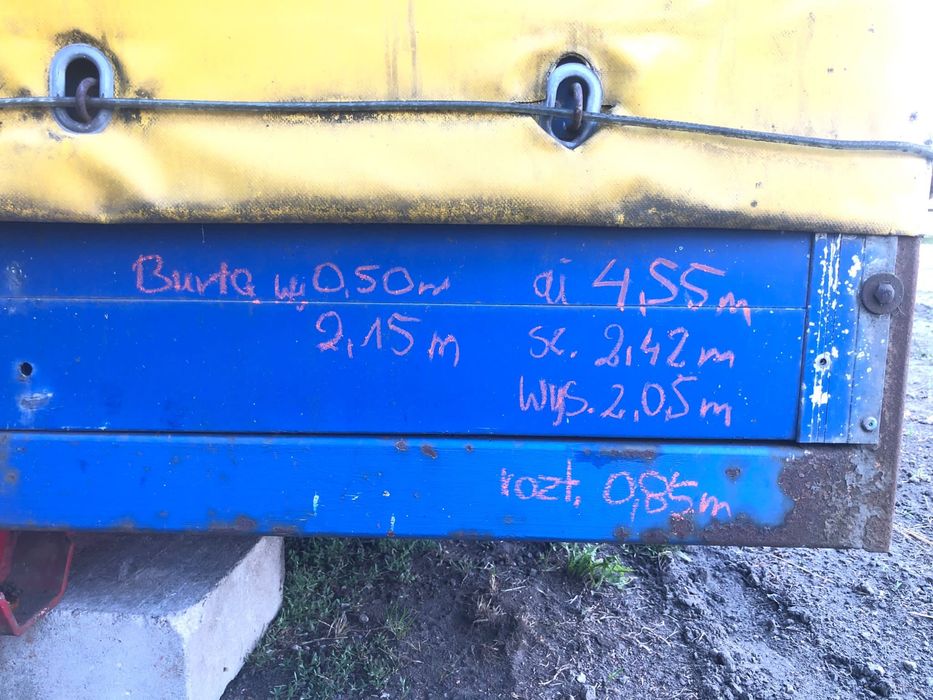 Burta w 0,50 m dł 4,55 m
2,15 m sz. 2,42 m
Wys. 2,05 m
rozt. 0,85 m